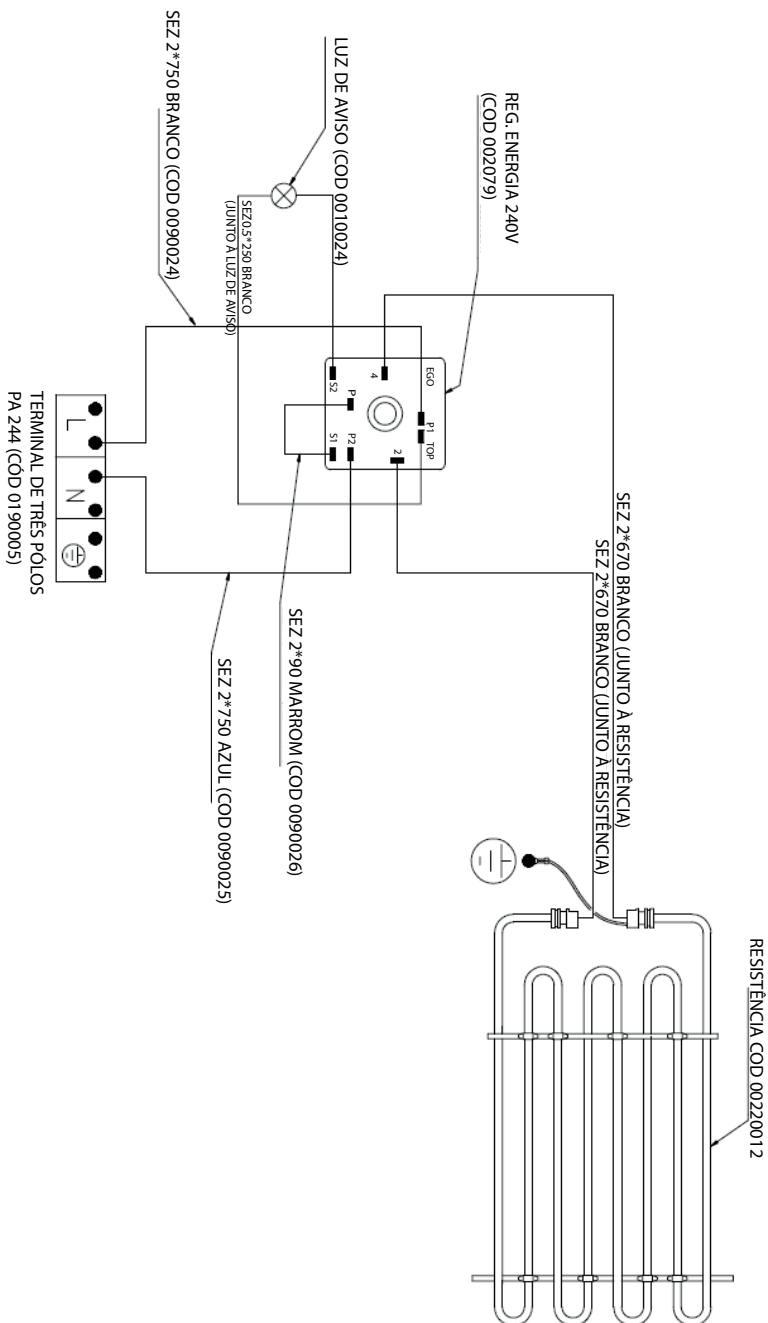 RESISTÊNCIA COD 00220012
SEZ 2*670 BRANCO (JUNTO À RESISTÊNCIA)
SEZ 2*670 BRANCO (JUNTO À RESISTÊNCIA)
REG. ENERGIA 240V
(COD 002079)
LUZ DE AVISO (COD 0010024)
SEZ 2*750 BRANCO (COD 0090024)
SEZ0.5*250 BRANCO
(JUNTO À LUZ DE AVISO)
EGO
P1
TOP
4
2
P
S2
S1
P2
SEZ 2*90 MARROM (COD 0090026)
SEZ 2*750 AZUL (COD 0090025)
L
N
TERMINAL DE TRÊS PÓLOS
PA 244 (CÓD 0190005)